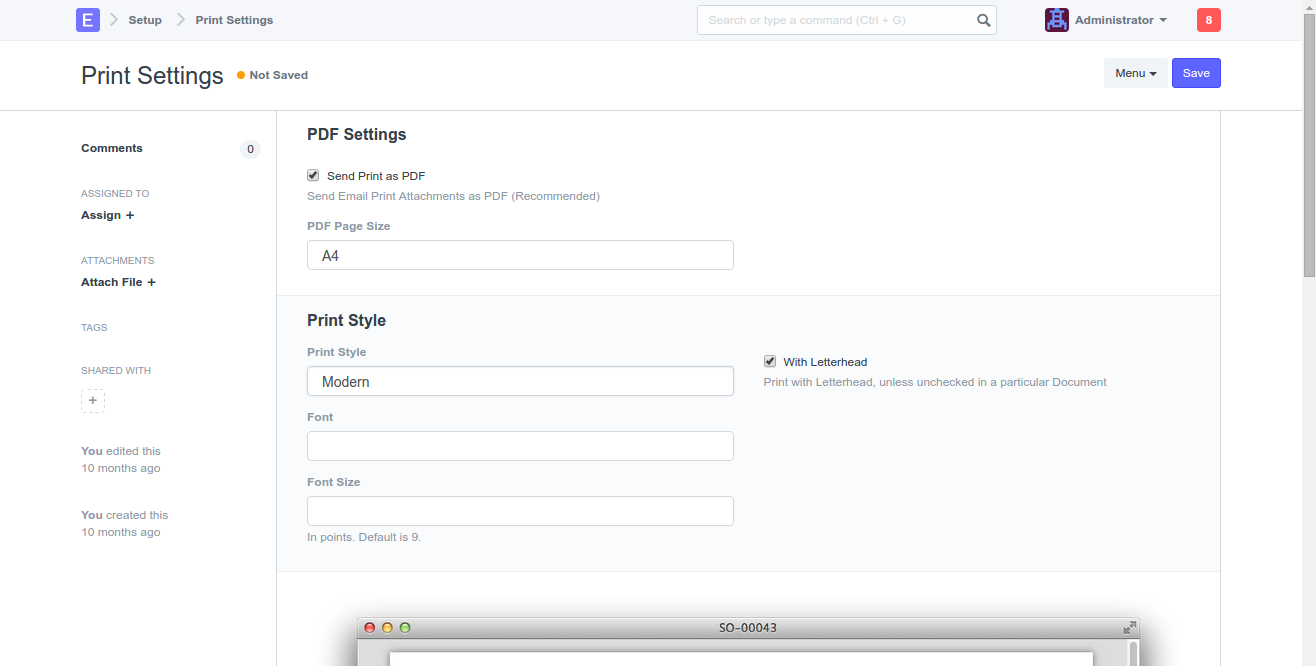 E Setup Print Settings Search or type a command (Ctrl + G) Administrator 8
Print Settings Not Saved Menu Save
Comments 0
ASSIGNED TO
Assign +
ATTACHMENTS
Attach File +
TAGS
SHARED WITH
+
You edited this
10 months ago
You created this
10 months ago
PDF Settings
Send Print as PDF
Send Email Print Attachments as PDF (Recommended)
PDF Page Size
A4
Print Style
Print Style
Modern
With Letterhead
Print with Letterhead, unless unchecked in a particular Document
Font
Font Size
In points. Default is 9.
SO-00043